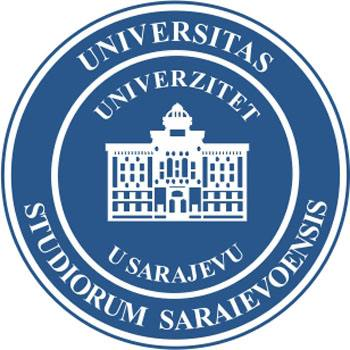 UNIVERSITAS
STUDIORUM SARAIEVOENSIS
UNIVERZITET
U SARAJEVU